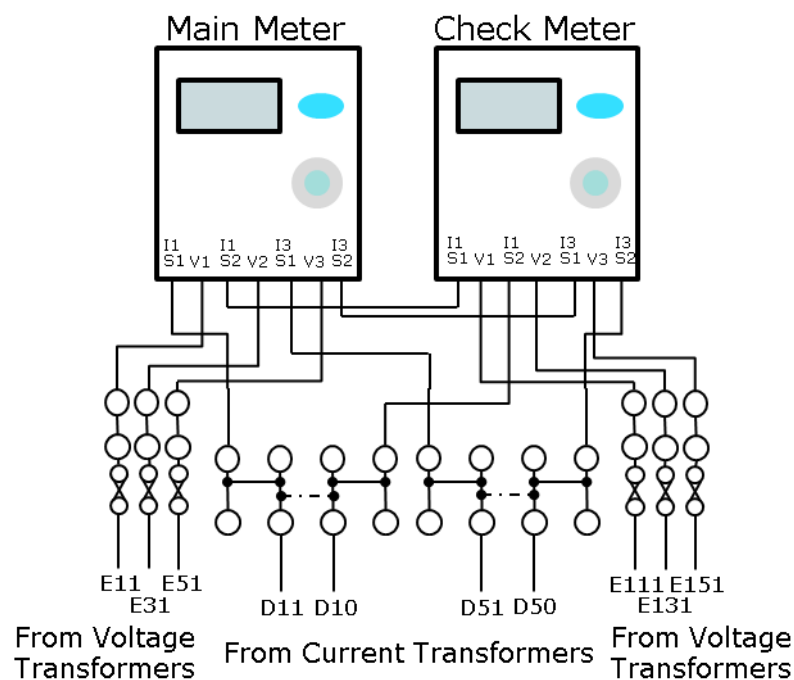 Main Meter
Check Meter
I1 S1 V1 I1 S2 V2 I3 S1 V3 I3 S2
I1 S1 V1 I1 S2 V2 I3 S1 V3 I3 S2
E11 E31 E51
D11 D10
D51 D50
E111 E131 E151
From Voltage
Transformers
From Current Transformers
From Voltage
Transformers